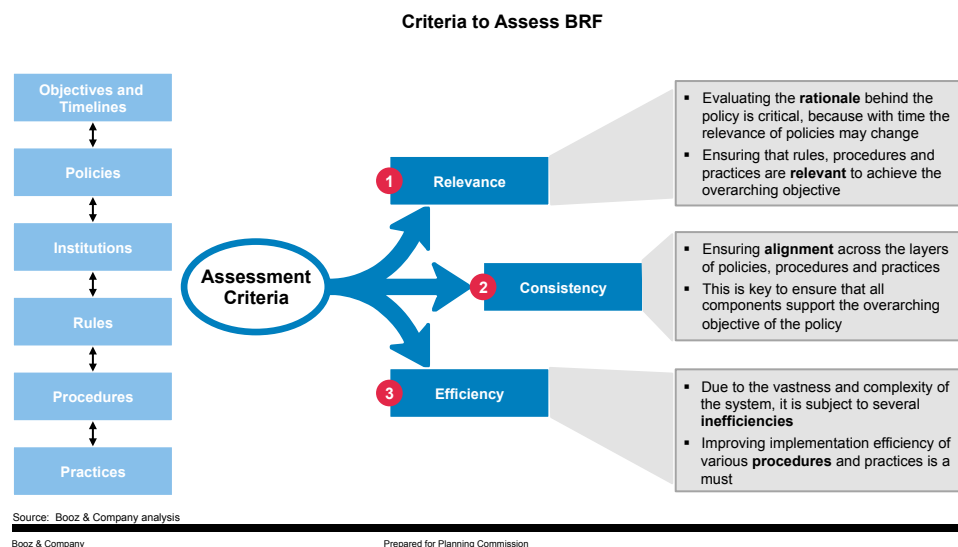 Criteria to Assess BRF
Objectives and
Timelines
Policies
Institutions
Rules
Procedures
Practices
Assessment
Criteria
1
Relevance
2
Consistency
3
Efficiency
▪ Evaluating the rationale behind the
policy is critical, because with time the
relevance of policies may change
▪ Ensuring that rules, procedures and
practices are relevant to achieve the
overarching objective
▪ Ensuring alignment across the layers
of policies, procedures and practices
▪ This is key to ensure that all
components support the overarching
objective of the policy
▪ Due to the vastness and complexity of
the system, it is subject to several
inefficiencies
▪ Improving implementation efficiency of
various procedures and practices is a
must
Source: Booz & Company analysis
Booz & Company
Prepared for Planning Commission